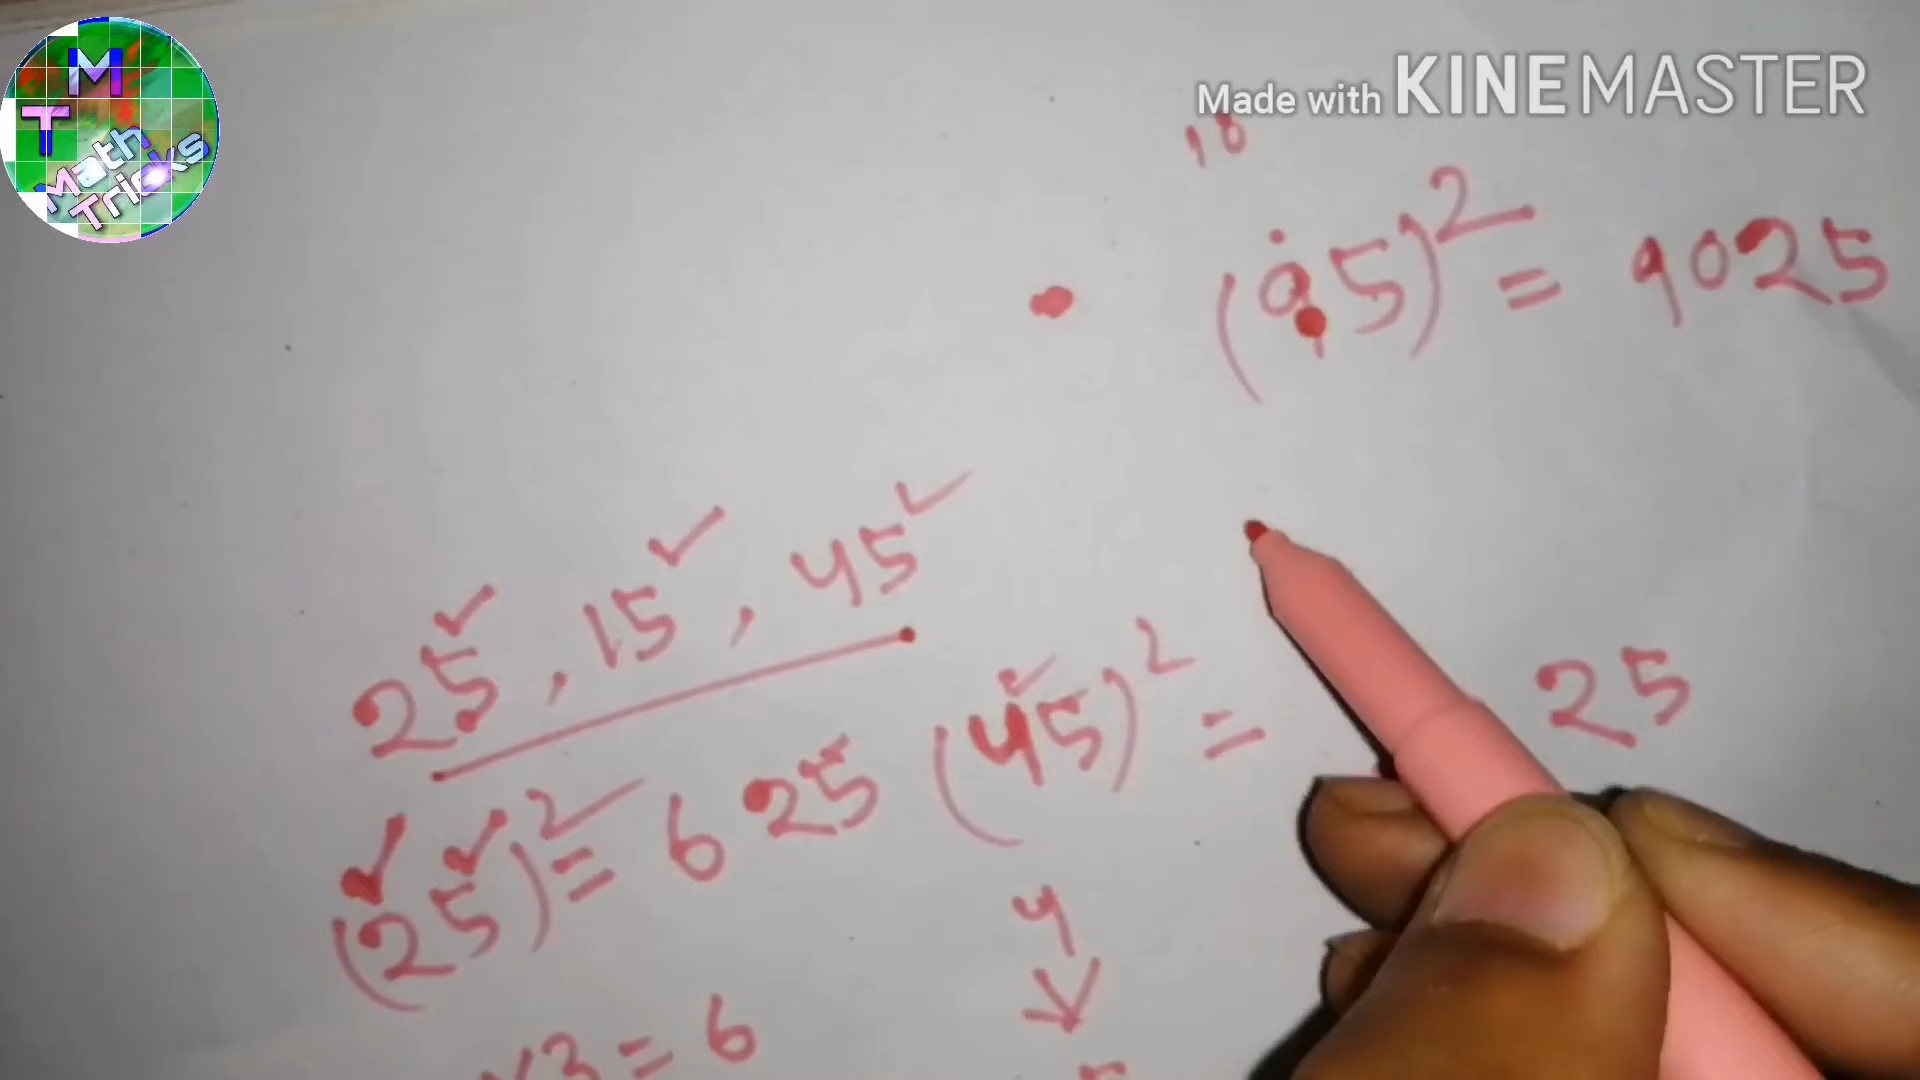 M
T
Math
Tricks
Made with KINEMASTER
10
(95)² = 9025
25, 15, 45
(25)² = 625
(45)² = 25
4
×3 = 6